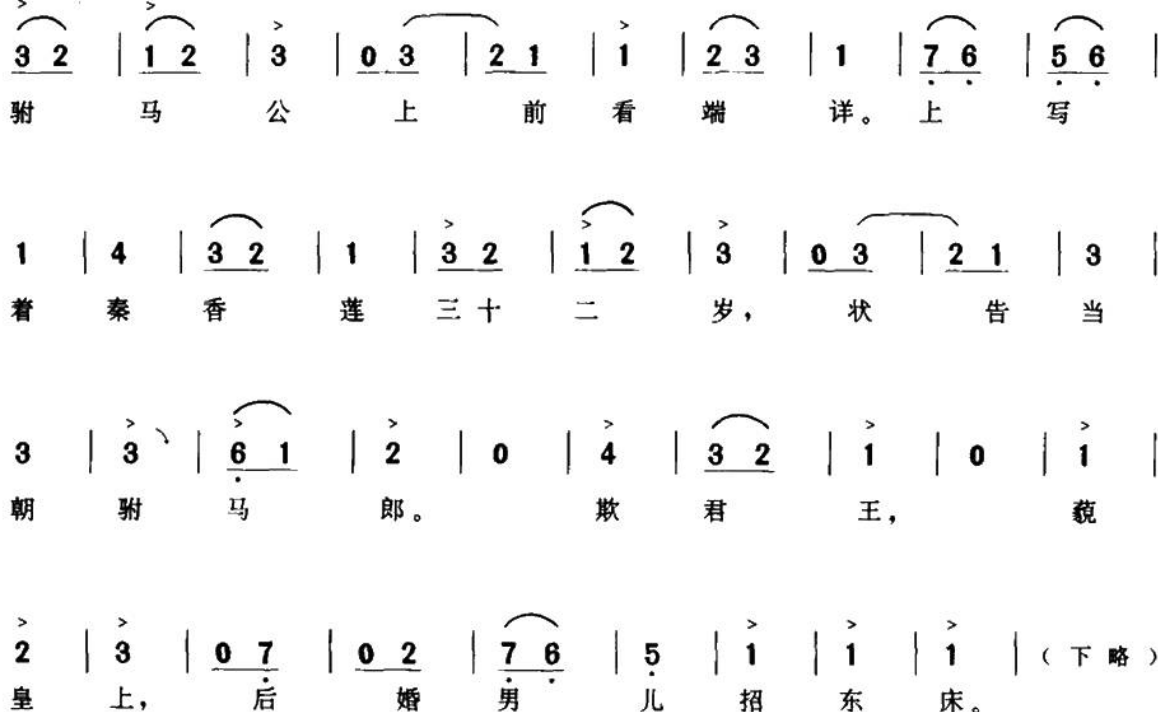 3 2 | 1 2 | 3 | 0 3 | 2 1 | 1 | 2 3 | 1 | 7 6 | 5 6 |
驸 马 公 上 前 看 端 详。 上 写
1 | 4 | 3 2 | 1 | 3 2 | 1 2 | 3 | 0 3 | 2 1 | 3 |
着 秦 香 莲 三 十 二 岁， 状 告 当
3 | 3 | 6 1 | 2 | 0 | 4 | 3 2 | 1 | 0 | 1 |
朝 驸 马 郎。 欺 君 王， 藐
2 | 3 | 0 7 | 0 2 | 7 6 | 5 | 1 | 1 | 1 | （下略）
皇 上， 后 婚 男 儿 招 东 床。